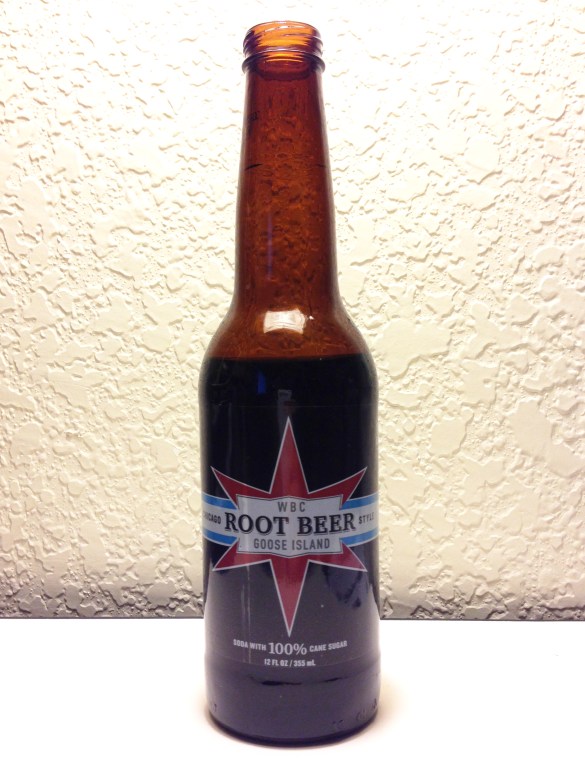 WBC
CHICAGO ROOT BEER STYLE
GOOSE ISLAND
SODA WITH 100% CANE SUGAR
12 FL OZ / 355 mL